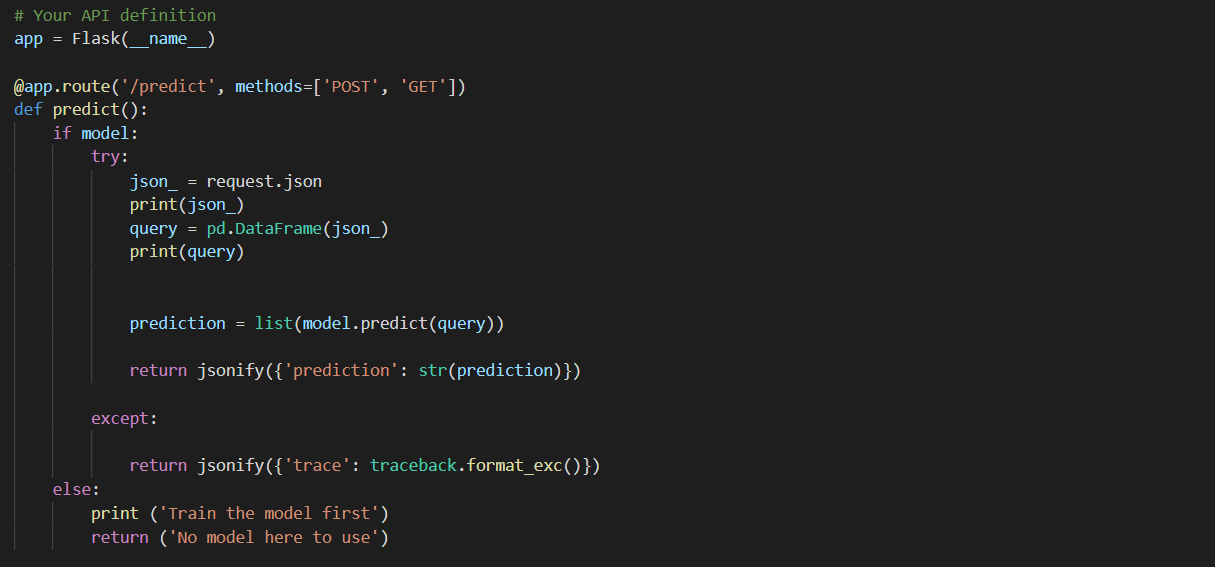 # Your API definition
app = Flask(__name__)
@app.route('/predict', methods=['POST', 'GET'])
def predict():
if model:
try:
json_ = request.json
print(json_)
query = pd.DataFrame(json_)
print(query)
prediction = list(model.predict(query))
return jsonify({'prediction': str(prediction)})
except:
return jsonify({'trace': traceback.format_exc()})
else:
print ('Train the model first')
return ('No model here to use')